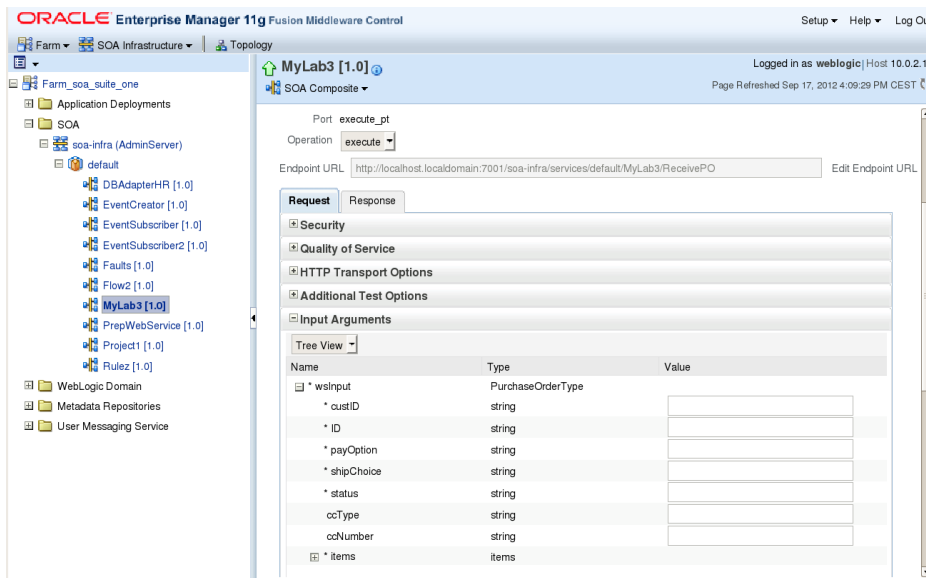 ORACLE Enterprise Manager 11g Fusion Middleware Control
Setup Help Log Ou
Farm SOA Infrastructure Topology
Farm_soa_suite_one
Application Deployments
SOA
soa-infra (AdminServer)
default
DBAdapterHR [1.0]
EventCreator [1.0]
EventSubscriber [1.0]
EventSubscriber2 [1.0]
Faults [1.0]
Flow2 [1.0]
MyLab3 [1.0]
PrepWebService [1.0]
Project1 [1.0]
Rulez [1.0]
WebLogic Domain
Metadata Repositories
User Messaging Service
MyLab3 [1.0]
Logged in as weblogic | Host 10.0.2.1
SOA Composite
Page Refreshed Sep 17, 2012 4:09:29 PM CEST
Port execute_pt
Operation execute
Endpoint URL http://localhost.localdomain:7001/soa-infra/services/default/MyLab3/ReceivePO Edit Endpoint URL
Request Response
Security
Quality of Service
HTTP Transport Options
Additional Test Options
Input Arguments
Tree View
Name Type Value
* wsInput PurchaseOrderType
* custID string
* ID string
* payOption string
* shipChoice string
* status string
ccType string
ccNumber string
* items items